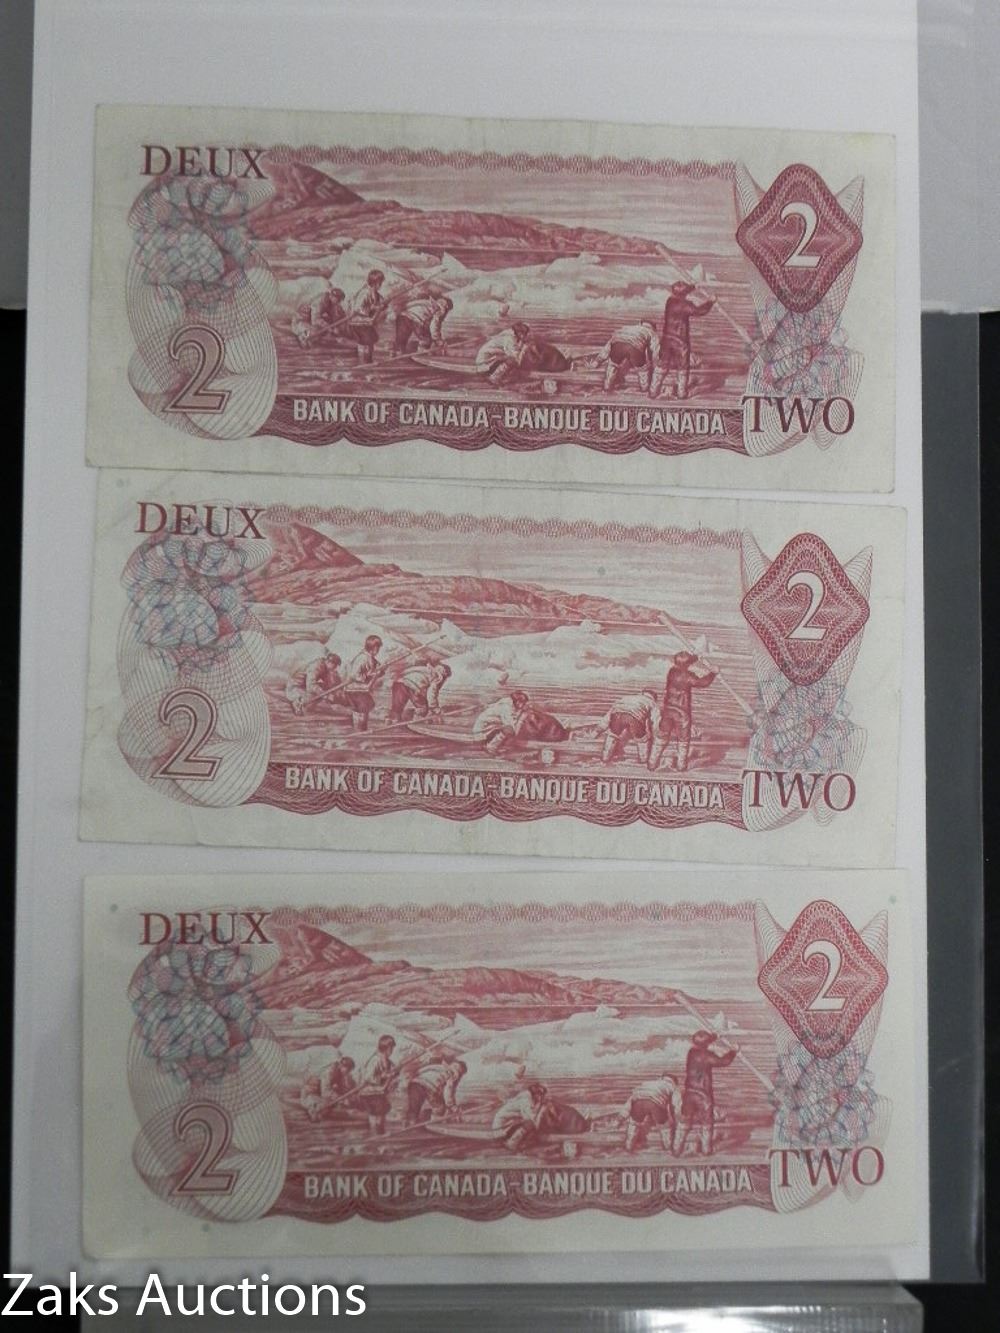 DEUX
2
2
BANK OF CANADA-BANQUE DU CANADA
TWO
DEUX
2
2
BANK OF CANADA-BANQUE DU CANADA
TWO
DEUX
2
2
BANK OF CANADA-BANQUE DU CANADA
TWO
Zaks Auctions